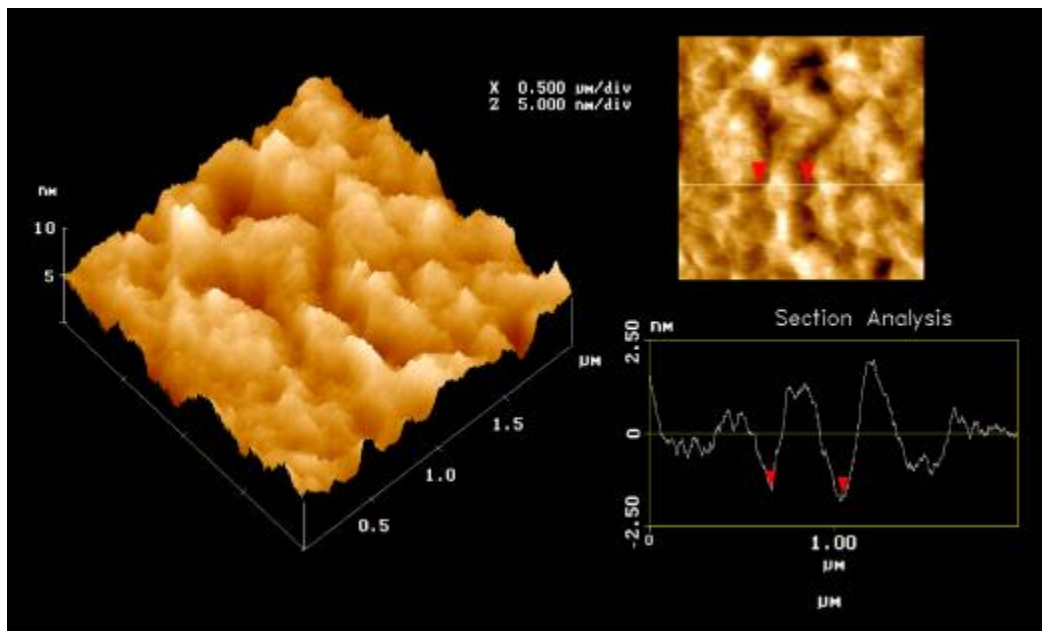 X 0.500 µm/div
Z 5.000 nm/div
nm
10
5
µm
1.5
1.0
0.5
Section Analysis
nm
2.50
0
-2.50
0
1.00
µm
µm